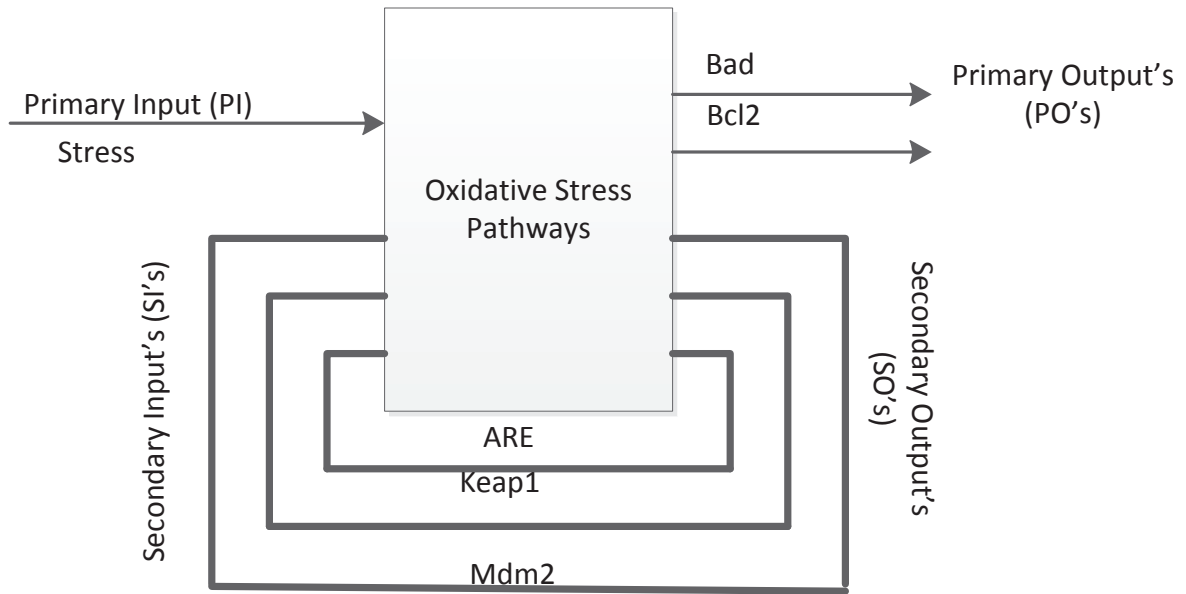 Primary Input (PI)
Stress
Oxidative Stress
Pathways
Bad
Bcl2
Primary Output's
(PO's)
Secondary Input's (SI's)
Secondary Output's
(SO's)
ARE
Keap1
Mdm2